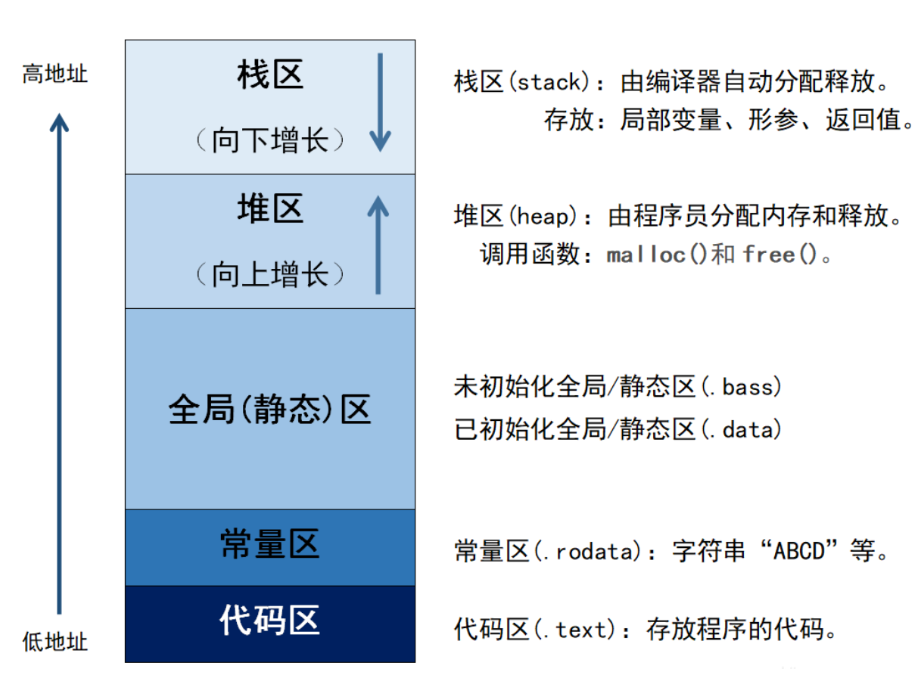 高地址
栈区
（向下增长）
栈区(stack)：由编译器自动分配释放。
存放：局部变量、形参、返回值。
堆区
（向上增长）
堆区(heap)：由程序员分配内存和释放。
调用函数：malloc()和free()。
全局(静态)区
未初始化全局/静态区(.bass)
已初始化全局/静态区(.data)
常量区
常量区(.rodata)：字符串“ABCD”等。
代码区
代码区(.text)：存放程序的代码。
低地址